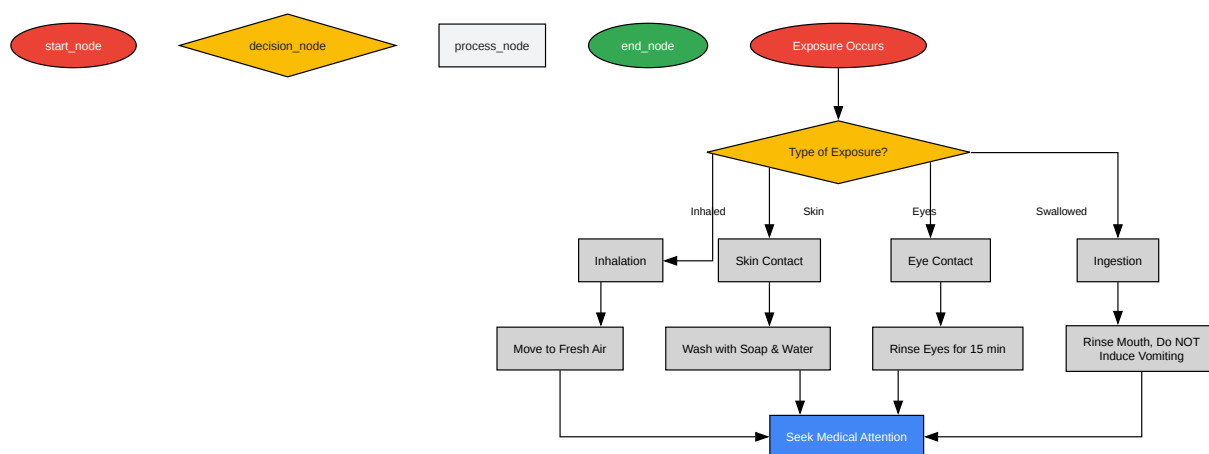 start_node
decision_node
process_node
end_node
Exposure Occurs
Type of Exposure?
Inhaled
Skin
Eyes
Swallowed
Inhalation
Skin Contact
Eye Contact
Ingestion
Move to Fresh Air
Wash with Soap & Water
Rinse Eyes for 15 min
Rinse Mouth, Do NOT
Induce Vomiting
Seek Medical Attention